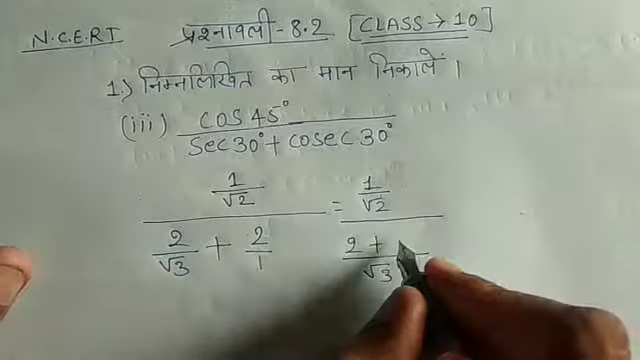 N.C.E.R.T प्रश्नावली-8.2 [CLASS→10]
1.) निम्नलिखित का मान निकालें।
(iii) COS 45°
Sec 30° + Cosec 30°
1/√2 = 1/√2
2/√3 + 2/1 2 + /√3